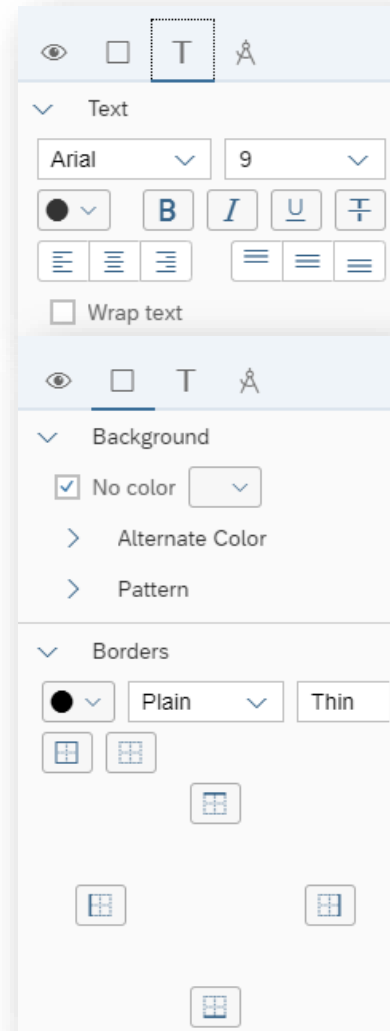 T
Text
Arial 9
B I U T
Wrap text
T
Background
No color
Alternate Color
Pattern
Borders
Plain Thin